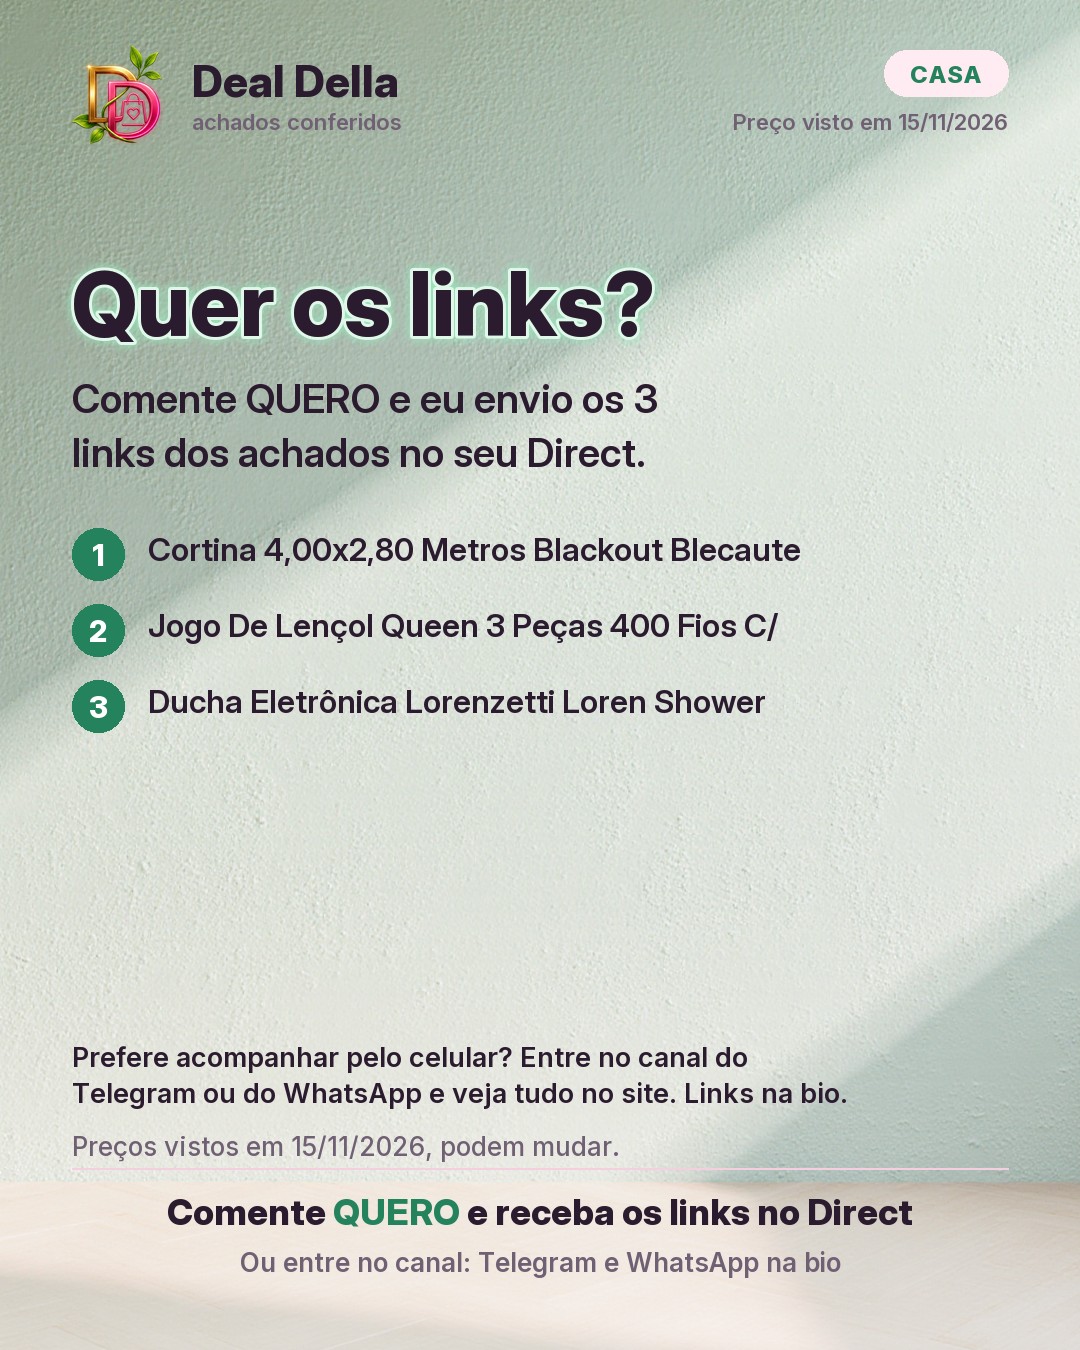 Deal Della
achados conferidos
CASA
Preço visto em 15/11/2026
Quer os links?
Comente QUERO e eu envio os 3
links dos achados no seu Direct.
1 Cortina 4,00x2,80 Metros Blackout Blecaute
2 Jogo De Lençol Queen 3 Peças 400 Fios C/
3 Ducha Eletrônica Lorenzetti Loren Shower
Prefere acompanhar pelo celular? Entre no canal do
Telegram ou do WhatsApp e veja tudo no site. Links na bio.
Preços vistos em 15/11/2026, podem mudar.
Comente QUERO e receba os links no Direct
Ou entre no canal: Telegram e WhatsApp na bio